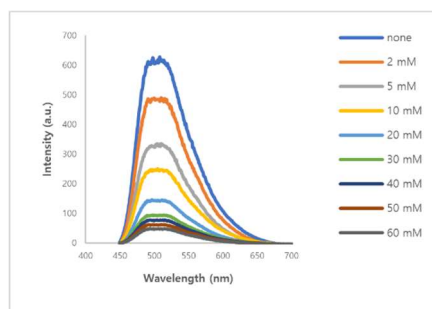 700
600
500
400
300
200
100
0
Intensity (a.u.)
400 450 500 550 600 650 700
Wavelength (nm)
none
2 mM
5 mM
10 mM
20 mM
30 mM
40 mM
50 mM
60 mM